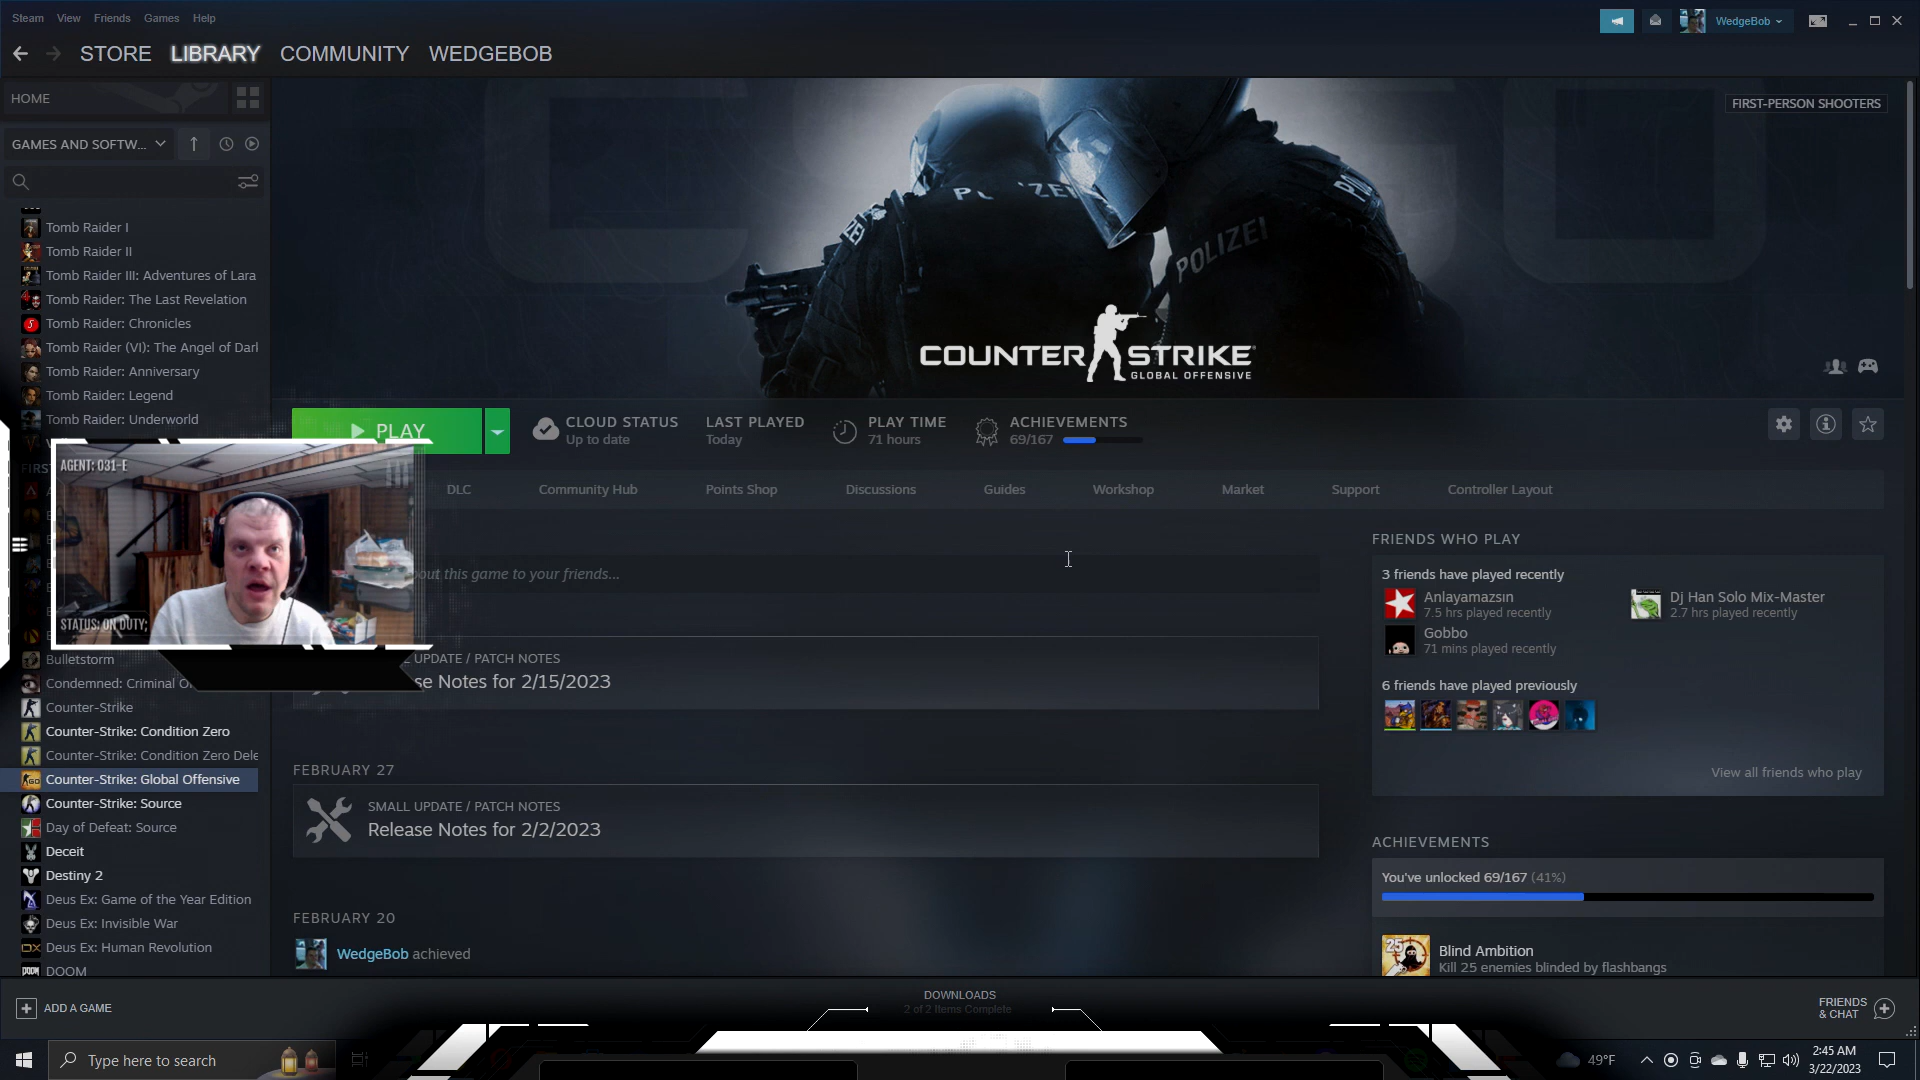 Steam View Friends Games Help
WedgeBob
STORE LIBRARY COMMUNITY WEDGEBOB
HOME
GAMES AND SOFTW...
Tomb Raider I
Tomb Raider II
Tomb Raider III: Adventures of Lara
Tomb Raider: The Last Revelation
Tomb Raider: Chronicles
Tomb Raider (VI): The Angel of Darl
Tomb Raider: Anniversary
Tomb Raider: Legend
Tomb Raider: Underworld
FIRS
AGENT: 031-E
STATUS: ON DUTY;
Bulletstorm
Condemned: Criminal O
Counter-Strike
Counter-Strike: Condition Zero
Counter-Strike: Condition Zero Dele
Counter-Strike: Global Offensive
Counter-Strike: Source
Day of Defeat: Source
Deceit
Destiny 2
Deus Ex: Game of the Year Edition
Deus Ex: Invisible War
Deus Ex: Human Revolution
DOOM
FIRST-PERSON SHOOTERS
POLIZEI
COUNTER STRIKE
GLOBAL OFFENSIVE
PLAY
CLOUD STATUS
Up to date
LAST PLAYED
Today
PLAY TIME
71 hours
ACHIEVEMENTS
69/167
DLC Community Hub Points Shop Discussions Guides Workshop Market Support Controller Layout
out this game to your friends...
UPDATE / PATCH NOTES
se Notes for 2/15/2023
FEBRUARY 27
SMALL UPDATE / PATCH NOTES
Release Notes for 2/2/2023
FEBRUARY 20
WedgeBob achieved
FRIENDS WHO PLAY
3 friends have played recently
Anlayamazsın
7.5 hrs played recently
Dj Han Solo Mix-Master
2.7 hrs played recently
Gobbo
71 mins played recently
6 friends have played previously
View all friends who play
ACHIEVEMENTS
You've unlocked 69/167 (41%)
25
Blind Ambition
Kill 25 enemies blinded by flashbangs
ADD A GAME
DOWNLOADS
2 of 2 Items Complete
FRIENDS
& CHAT
Type here to search
49°F
2:45 AM
3/22/2023